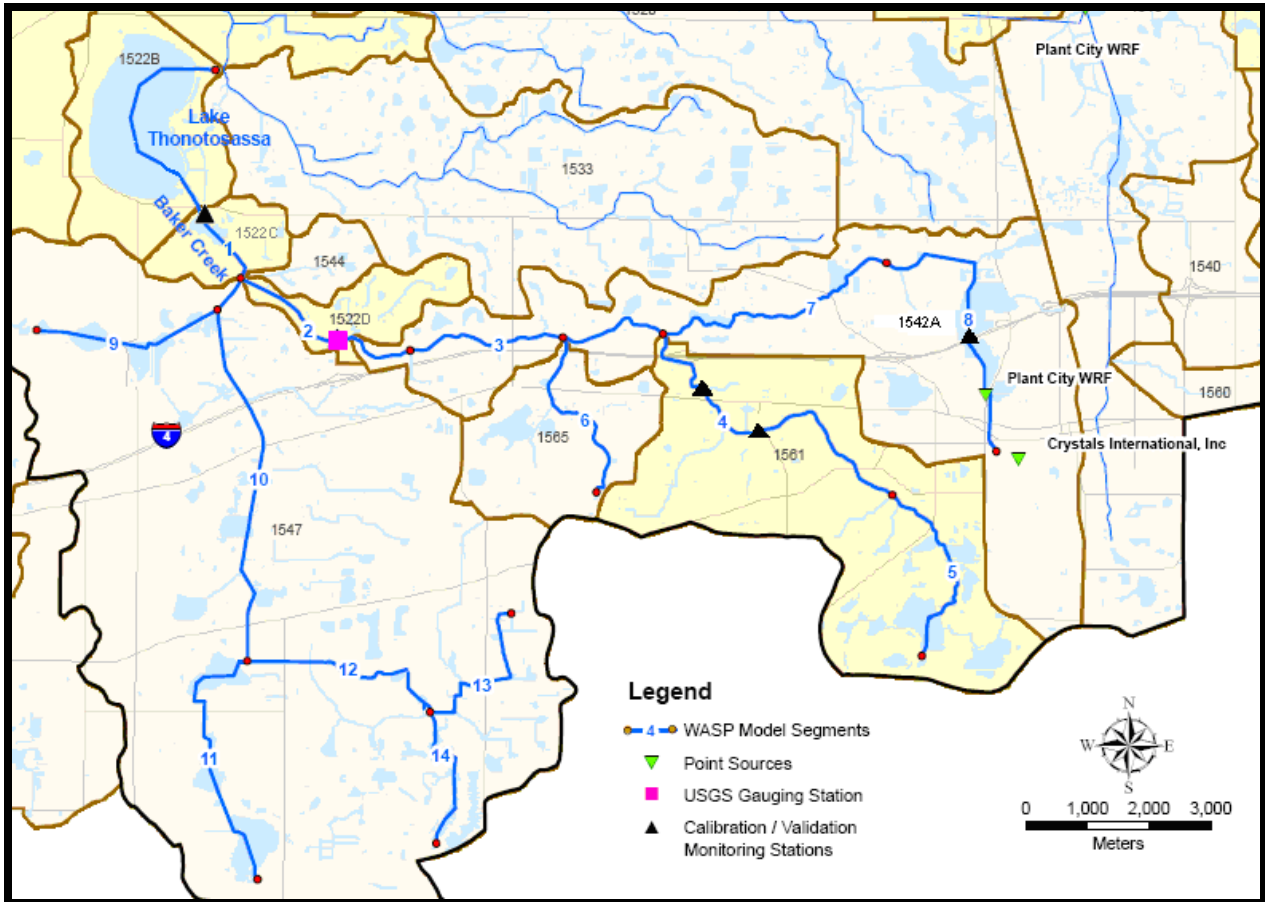 Plant City WRF
1522B
Lake
Thonotosassa
1533
Baker Creek
1
1522C
1544
1540
1522D
2
3
7
1542A
8
9
Plant City WRF
1560
6
4
1565
4
1561
Crystals International, Inc
10
1547
5
12
13
11
14
Legend
4
WASP Model Segments
Point Sources
USGS Gauging Station
Calibration / Validation
Monitoring Stations
N
W
E
S
0 1,000 2,000 3,000
Meters